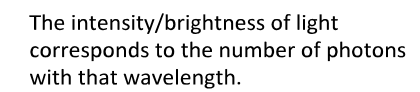 The intensity/brightness of light
corresponds to the number of photons
with that wavelength.